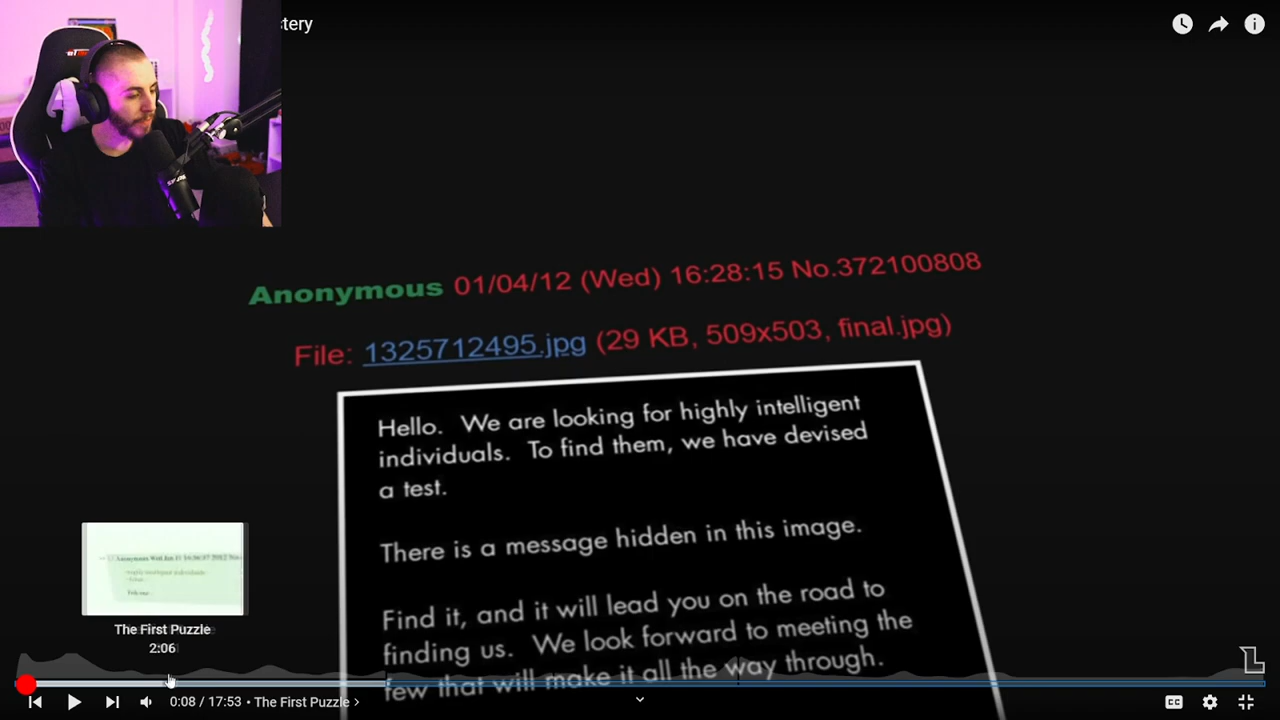 stery
Anonymous 01/04/12 (Wed) 16:28:15 No.372100808
File: 1325712495.jpg (29 KB, 509x503, final.jpg)
Hello. We are looking for highly intelligent
individuals. To find them, we have devised
a test.
There is a message hidden in this image.
Find it, and it will lead you on the road to
finding us. We look forward to meeting the
few that will make it all the way through.
The First Puzzle
2:06
0:08 / 17:53 • The First Puzzle
CC